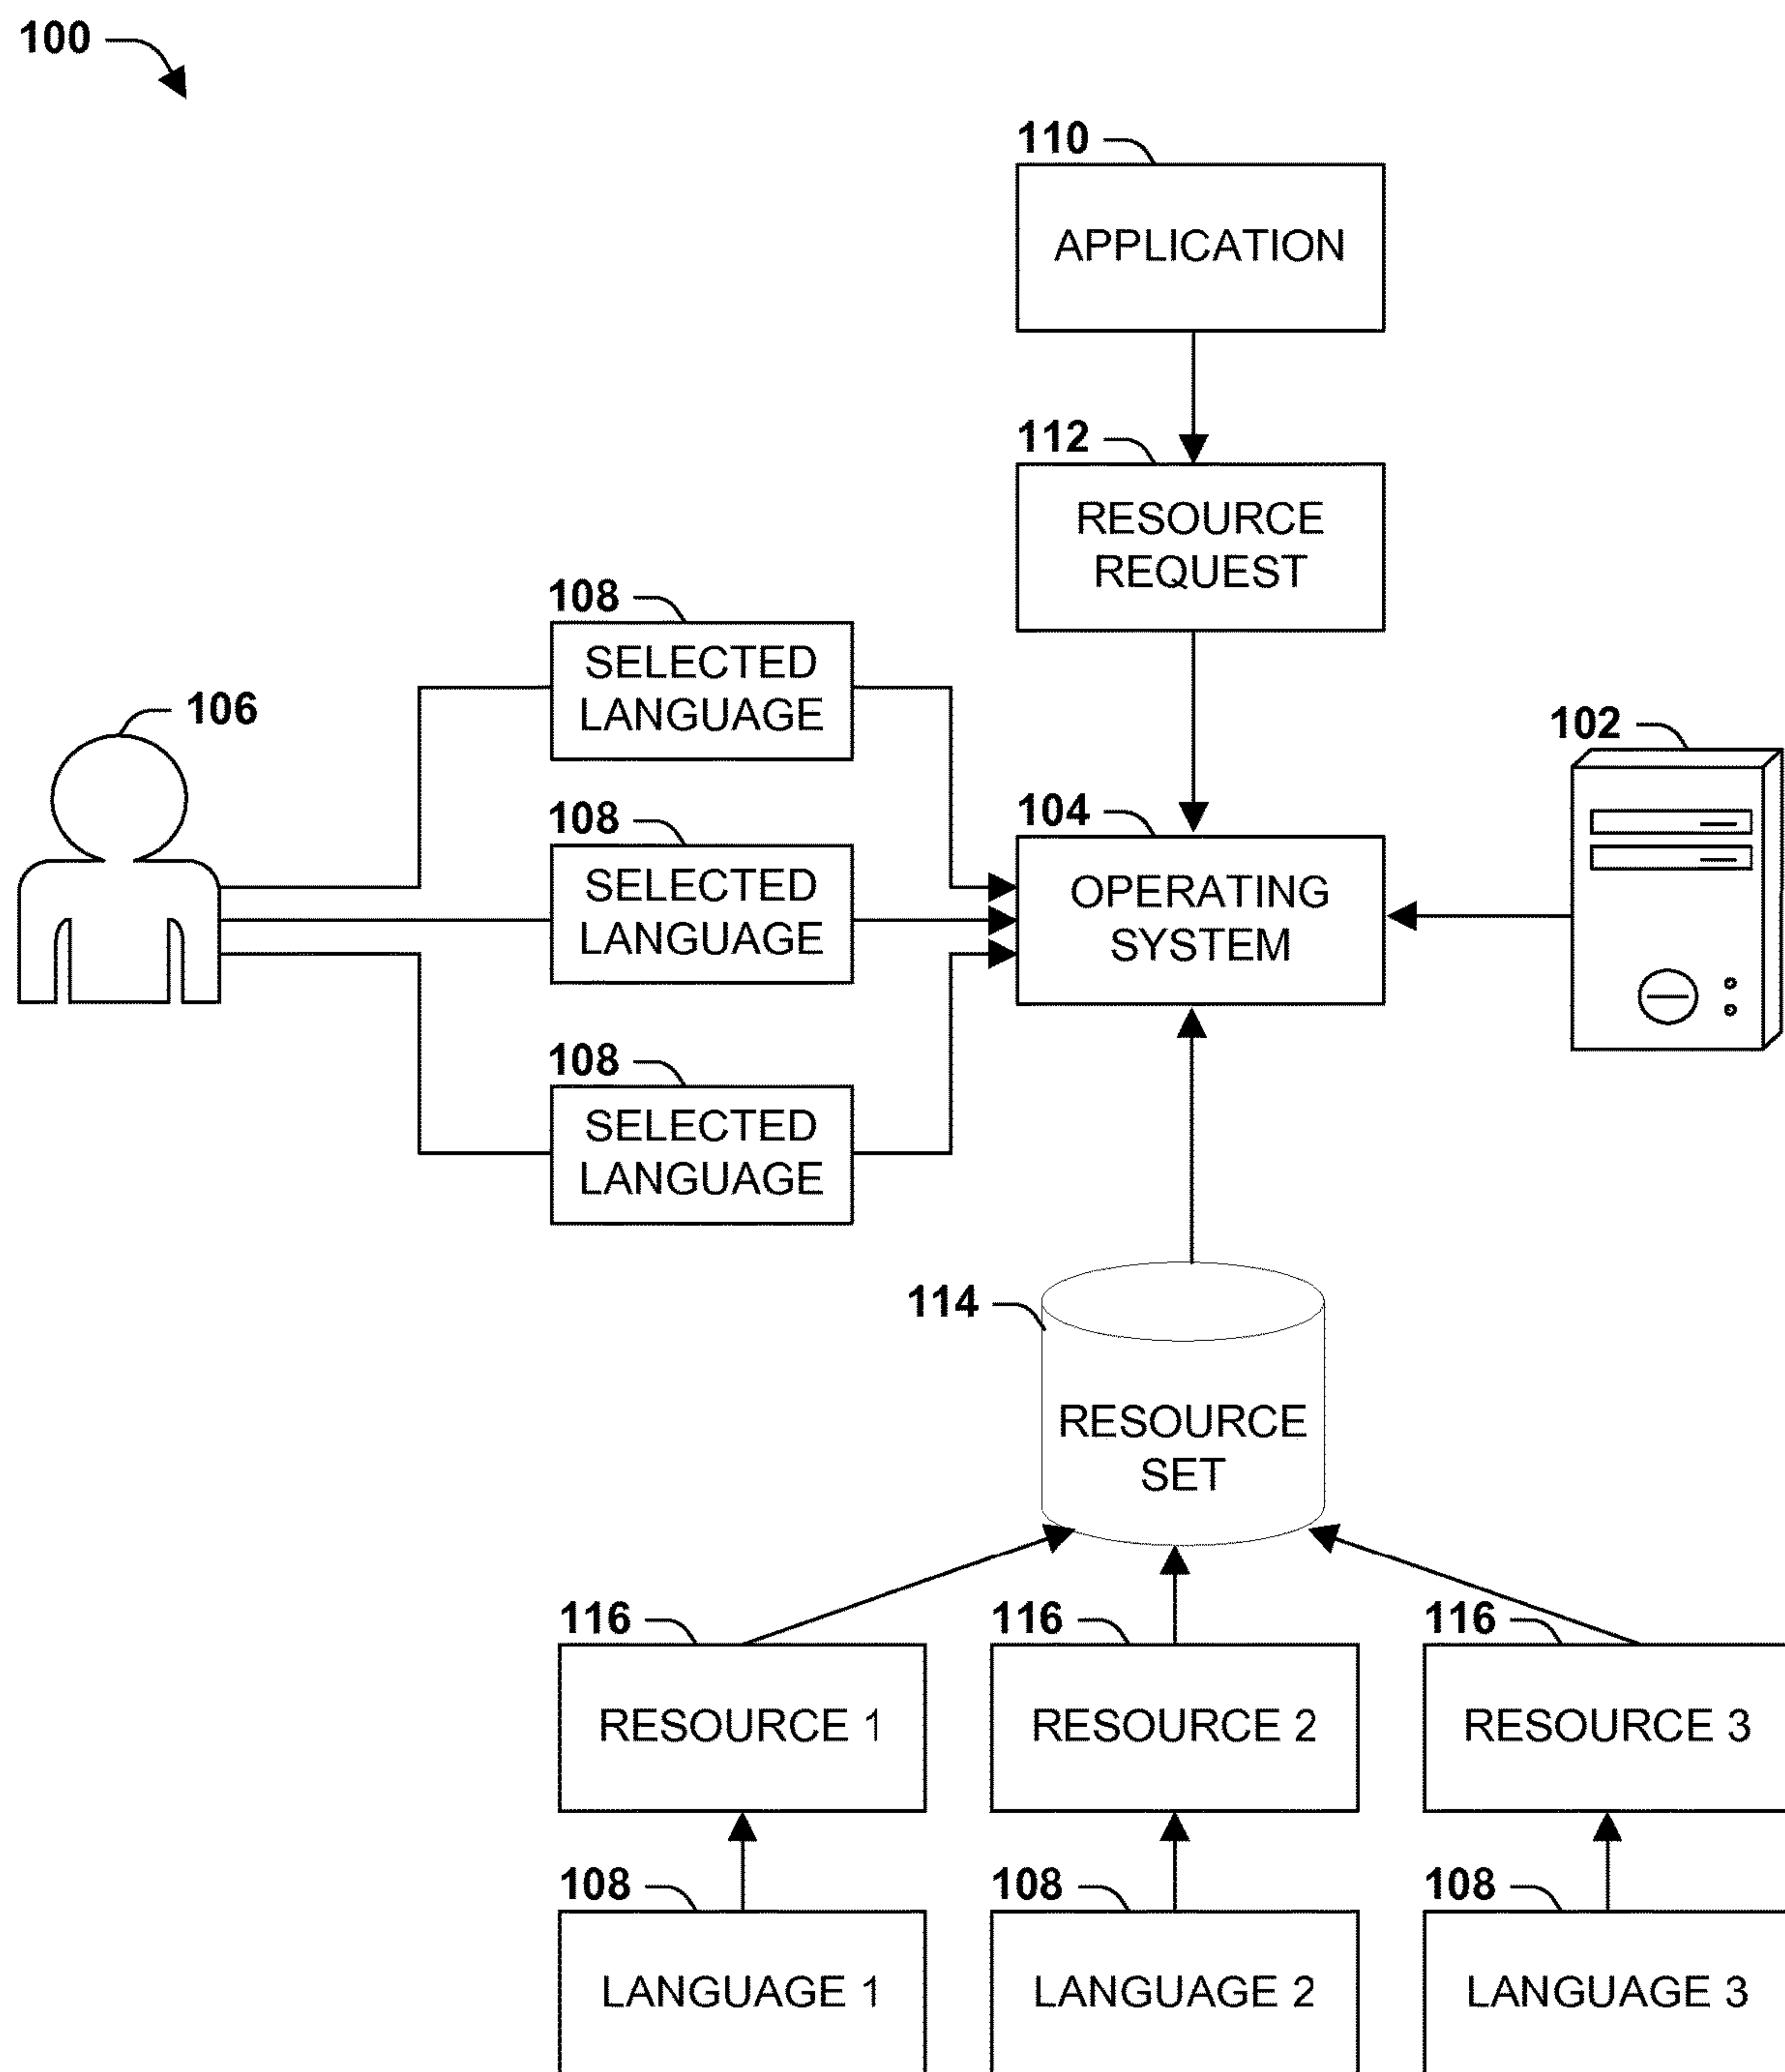 100
110
APPLICATION
112
RESOURCE
REQUEST
108
SELECTED
LANGUAGE
106
102
108
104
SELECTED
LANGUAGE
OPERATING
SYSTEM
108
SELECTED
LANGUAGE
114
RESOURCE
SET
116
116
116
RESOURCE 1
RESOURCE 2
RESOURCE 3
108
108
108
LANGUAGE 1
LANGUAGE 2
LANGUAGE 3